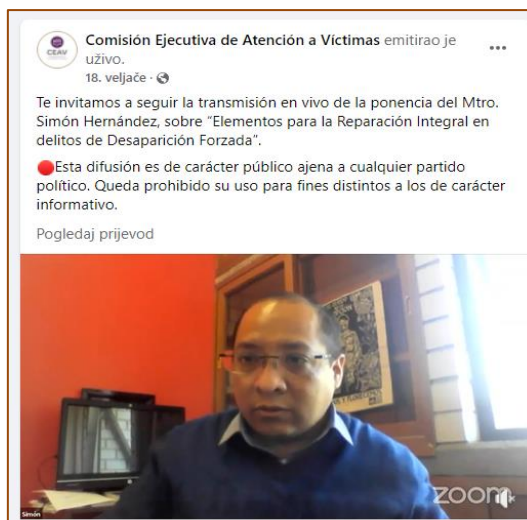 CEAV
Comisión Ejecutiva de Atención a Víctimas emitirao je
uživo.
18. veljače ·
Te invitamos a seguir la transmisión en vivo de la ponencia del Mtro.
Simón Hernández, sobre “Elementos para la Reparación Integral en
delitos de Desaparición Forzada”.
🔴Esta difusión es de carácter público ajena a cualquier partido
político. Queda prohibido su uso para fines distintos a los de carácter
informativo.
Pogledaj prijevod
zoom
Simón